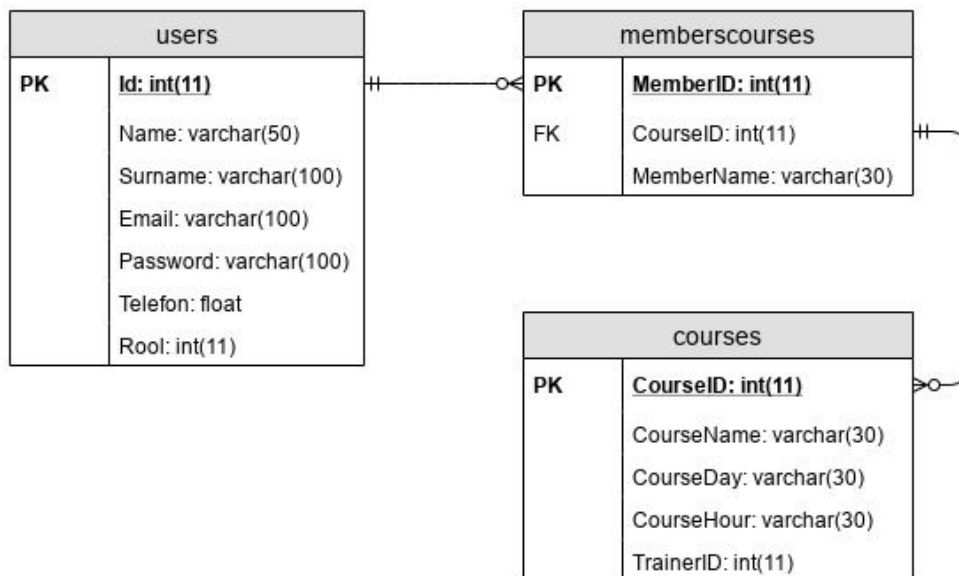 users
PK Id: int(11)
Name: varchar(50)
Surname: varchar(100)
Email: varchar(100)
Password: varchar(100)
Telefon: float
Rool: int(11)
memberscourses
PK MemberID: int(11)
FK CourseID: int(11)
MemberName: varchar(30)
courses
PK CourseID: int(11)
CourseName: varchar(30)
CourseDay: varchar(30)
CourseHour: varchar(30)
TrainerID: int(11)